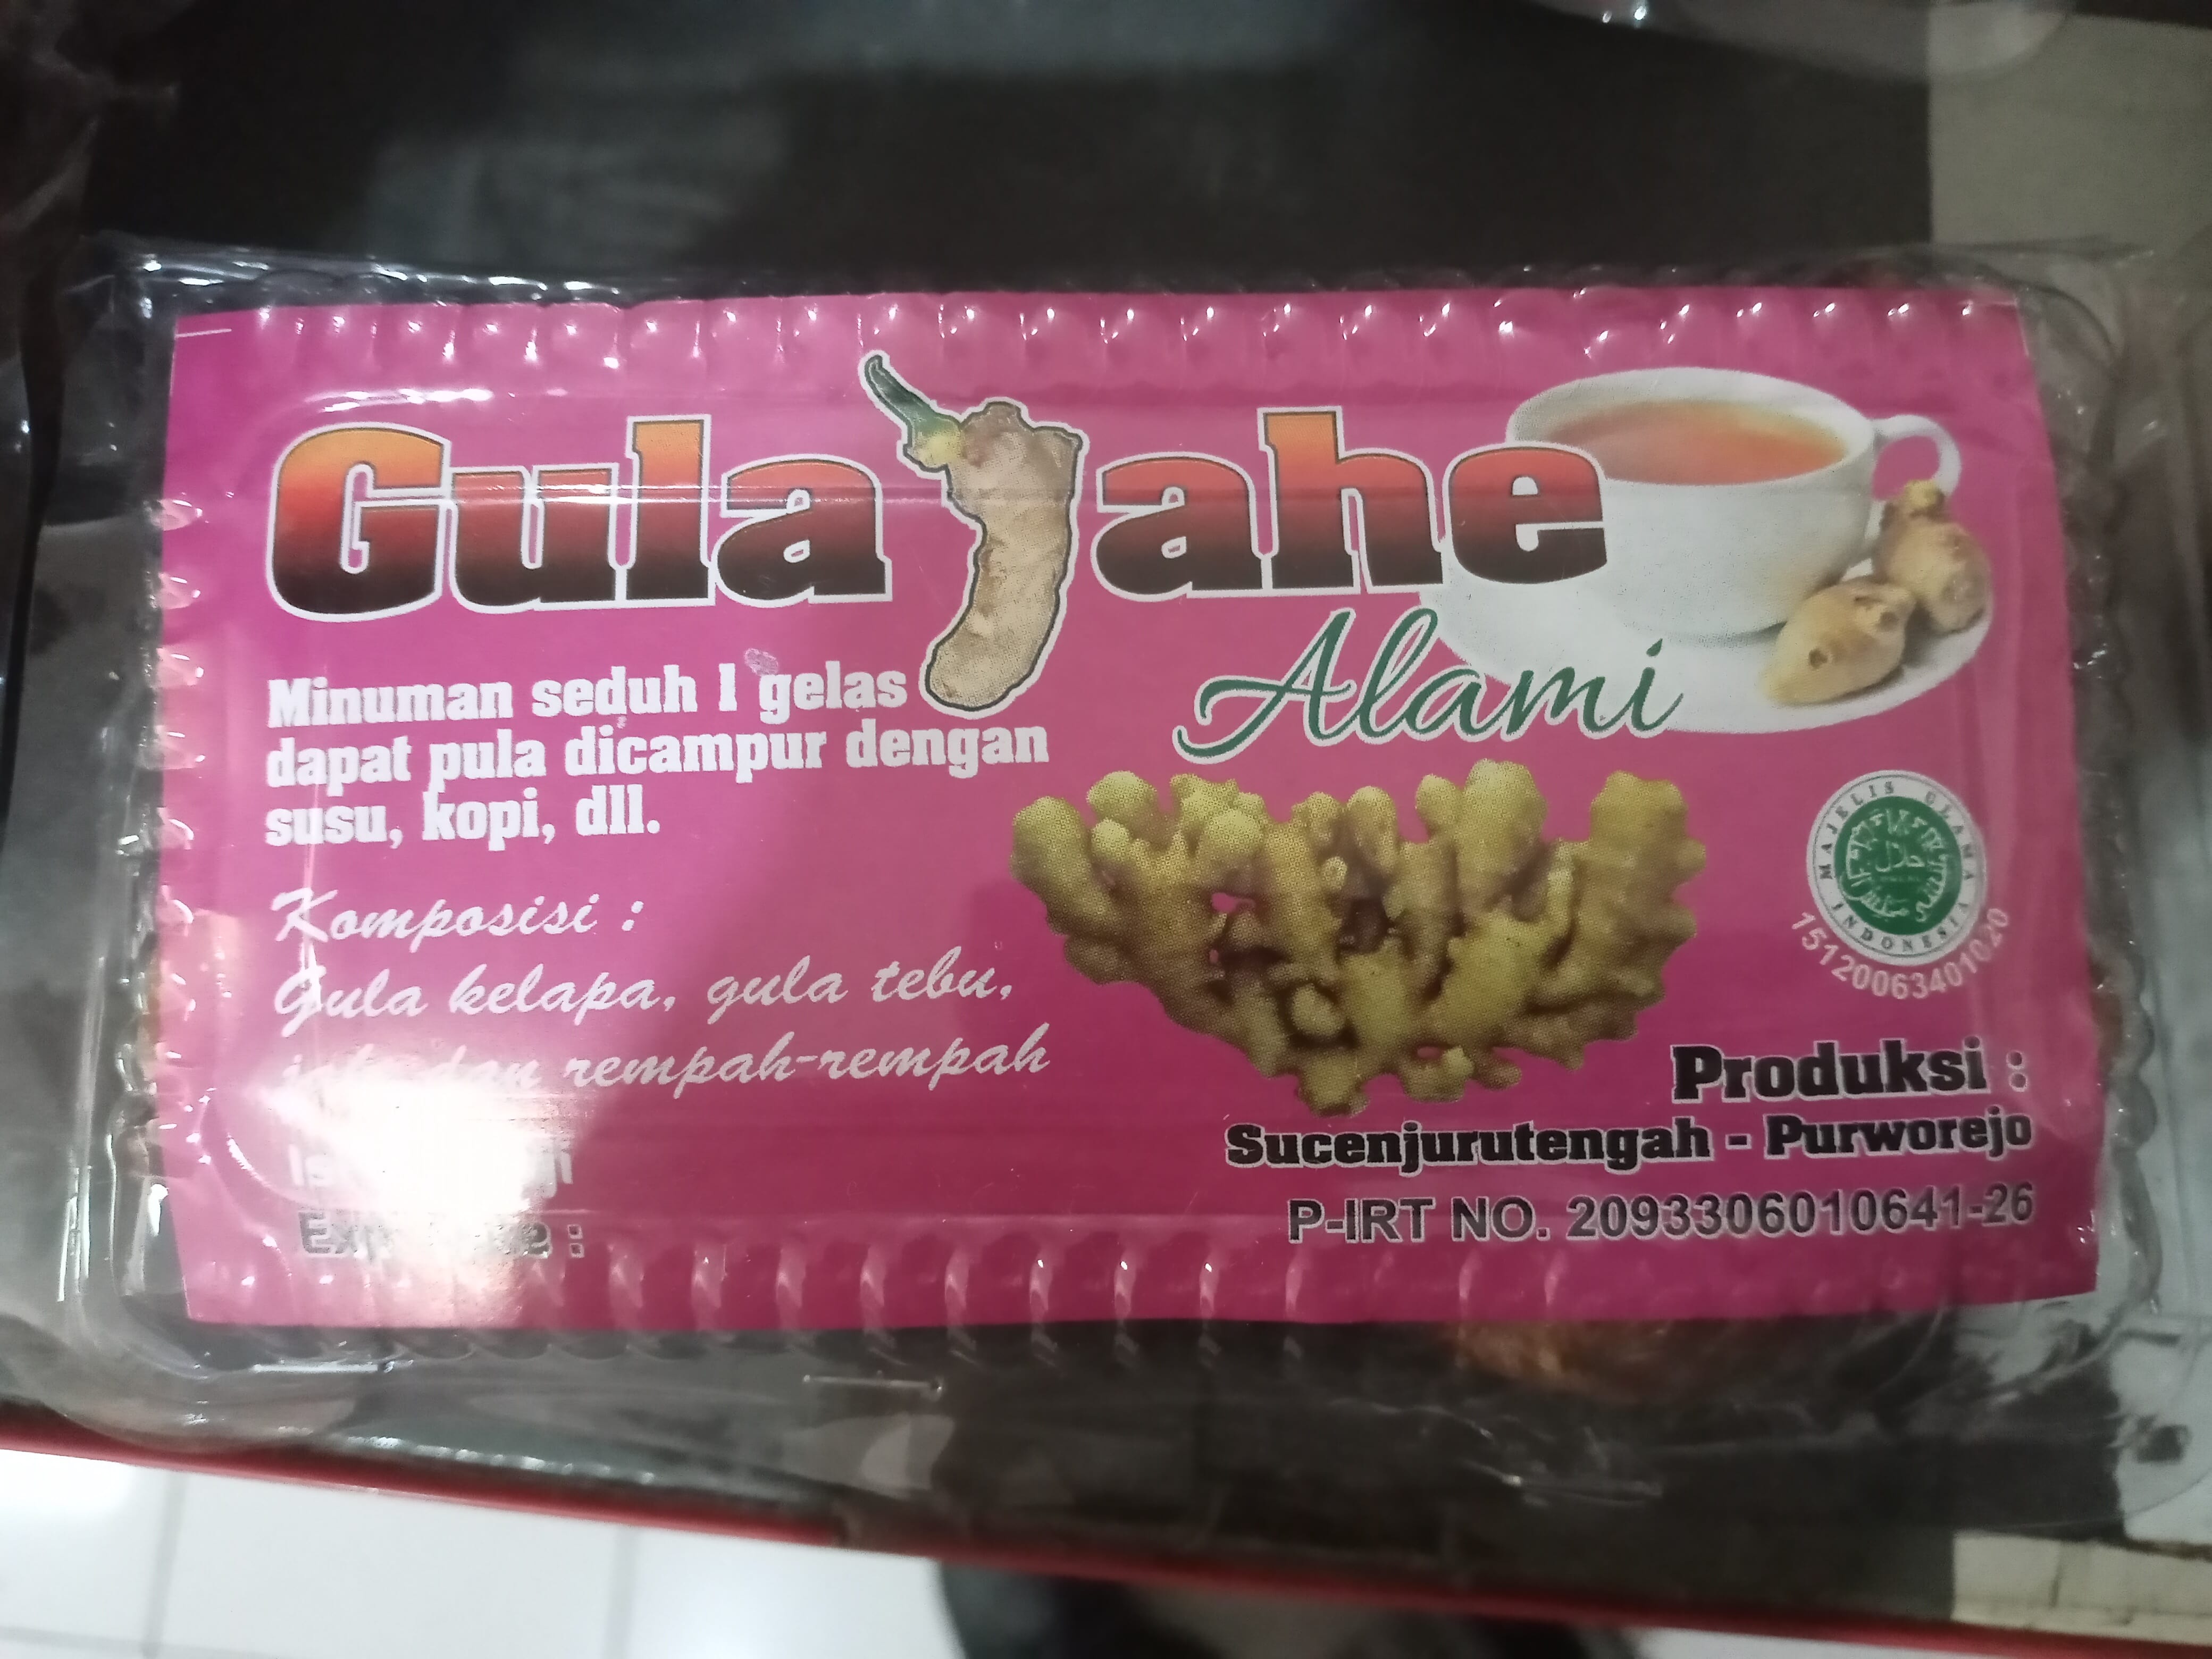 Gula Jahe
Alami
Minuman seduh 1 gelas
dapat pula dicampur dengan
susu, kopi, dll.
Komposisi :
Gula kelapa, gula tebu,
rempah-rempah
MAJELIS ULAMA INDONESIA
15120063401020
Produksi :
Sucenjurutengah - Purworejo
P-IRT NO. 2093306010641-26